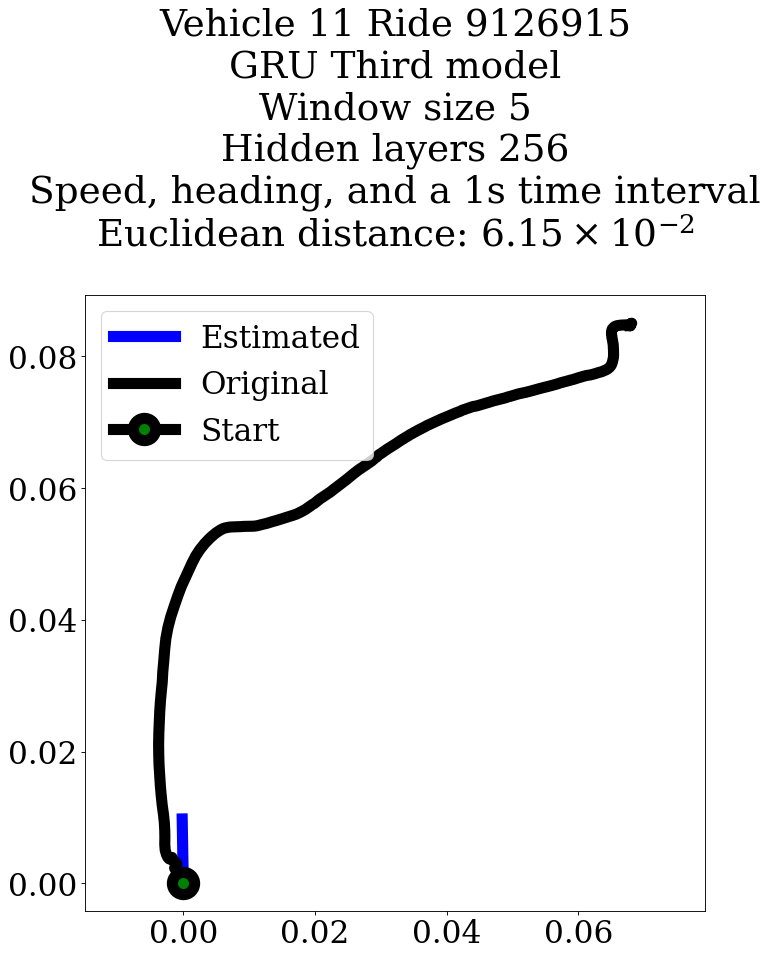 Vehicle 11 Ride 9126915
GRU Third model
Window size 5
Hidden layers 256
Speed, heading, and a 1s time interval
Euclidean distance: 6.15 × 10⁻²
Estimated
Original
Start
0.08
0.06
0.04
0.02
0.00
0.00 0.02 0.04 0.06